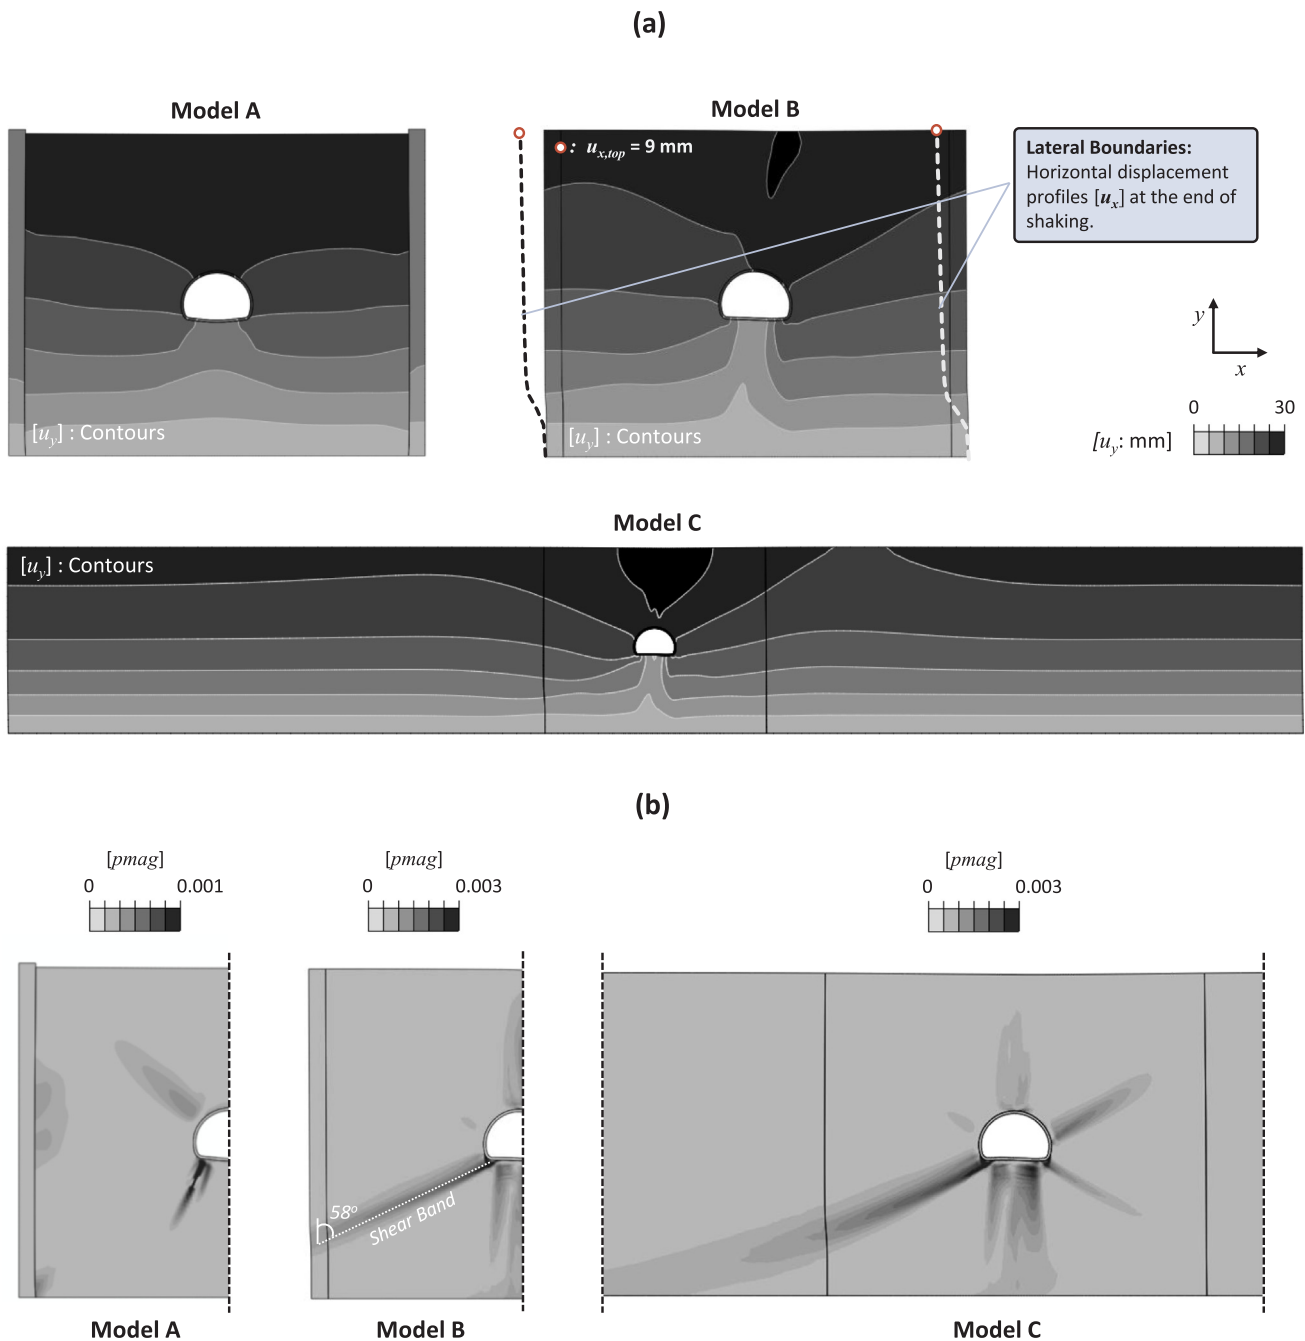 (a)
Model A
Model B
: u_x,top = 9 mm
Lateral Boundaries:
Horizontal displacement
profiles [u_x] at the end of
shaking.
y
x
0 30
[u_y: mm]
[u_y] : Contours
[u_y] : Contours
Model C
[u_y] : Contours
(b)
[pmag]
0 0.001
[pmag]
0 0.003
[pmag]
0 0.003
58o
Shear Band
Model A
Model B
Model C